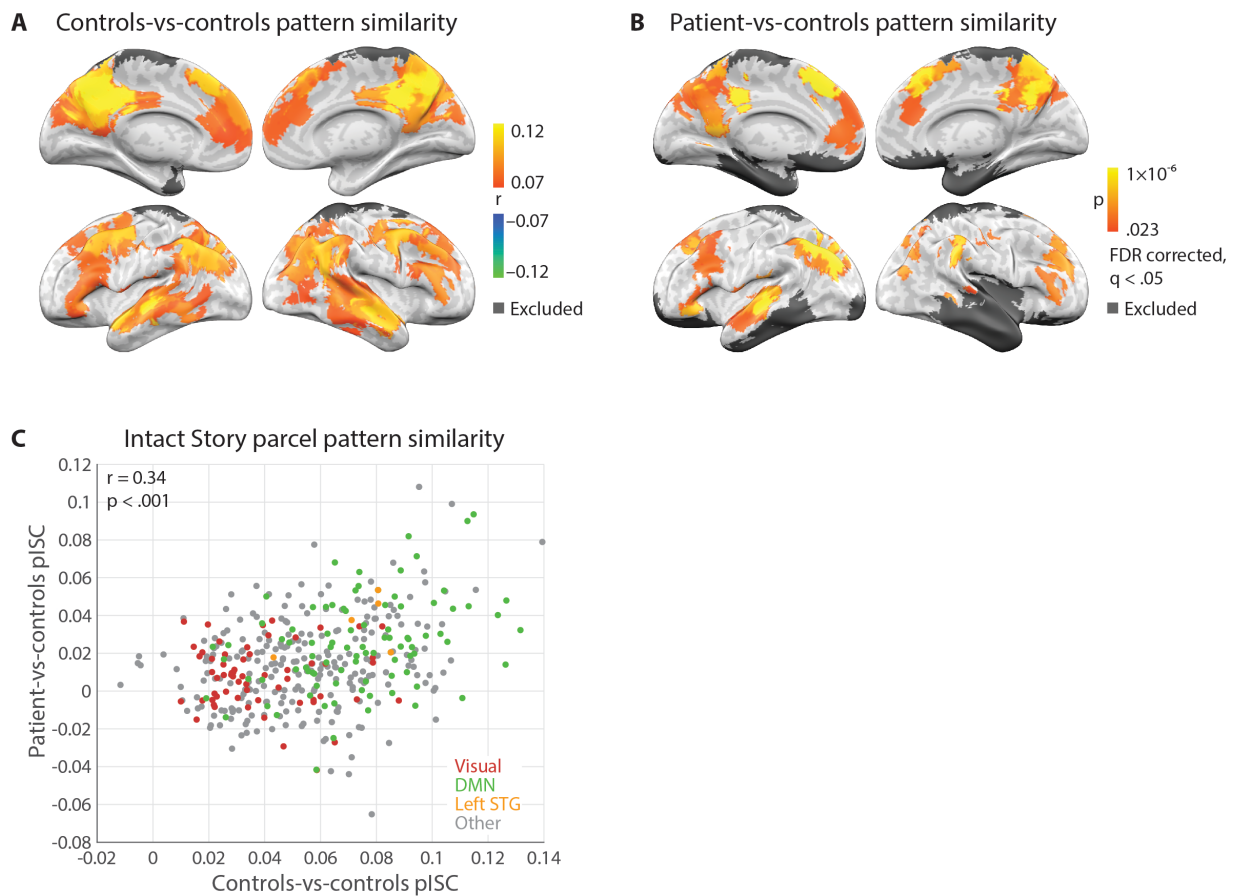 A Controls-vs-controls pattern similarity
0.12
0.07
r
−0.07
−0.12
Excluded
B Patient-vs-controls pattern similarity
1×10⁻⁶
p
.023
FDR corrected,
q < .05
Excluded
C Intact Story parcel pattern similarity
r = 0.34
p < .001
Patient-vs-controls pISC
0.12
0.1
0.08
0.06
0.04
0.02
0
-0.02
-0.04
-0.06
-0.08
Visual
DMN
Left STG
Other
-0.02 0 0.02 0.04 0.06 0.08 0.1 0.12 0.14
Controls-vs-controls pISC